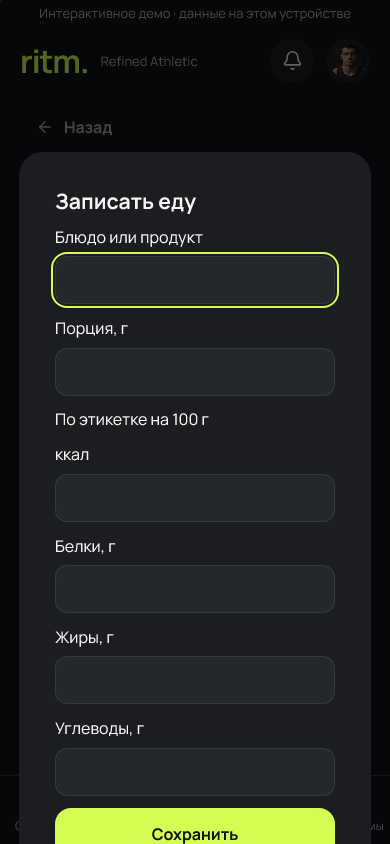 Интерактивное демо · данные на этом устройстве
ritm. Refined Athletic
← Назад
Записать еду
Блюдо или продукт
Порция, г
По этикетке на 100 г
ккал
Белки, г
Жиры, г
Углеводы, г
Сохранить